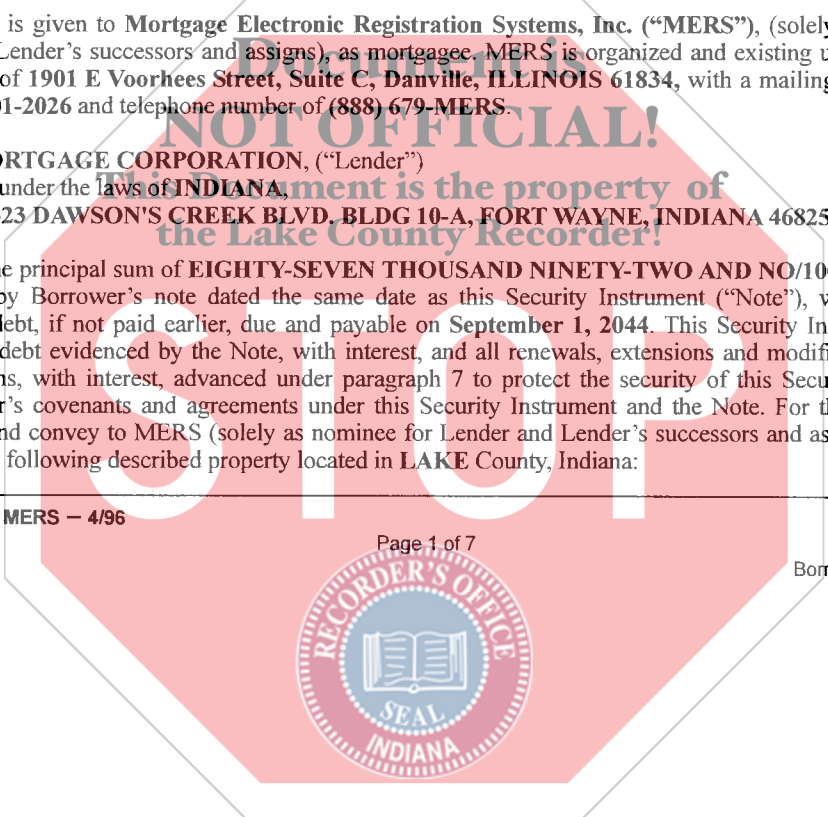 is given to Mortgage Electronic Registration Systems, Inc. (“MERS”), (solely
Lender’s successors and assigns), as mortgagee. MERS is organized and existing u
of 1901 E Voorhees Street, Suite C, Danville, ILLINOIS 61834, with a mailing
1-2026 and telephone number of (888) 679-MERS.
Document is
NOT OFFICIAL!
This Document is the property of
the Lake County Recorder!
ORTGAGE CORPORATION, (“Lender”)
under the laws of INDIANA,
23 DAWSON'S CREEK BLVD. BLDG 10-A, FORT WAYNE, INDIANA 46825
e principal sum of EIGHTY-SEVEN THOUSAND NINETY-TWO AND NO/10
by Borrower’s note dated the same date as this Security Instrument (“Note”), v
debt, if not paid earlier, due and payable on September 1, 2044. This Security In
debt evidenced by the Note, with interest, and all renewals, extensions and modifi
ns, with interest, advanced under paragraph 7 to protect the security of this Secu
r’s covenants and agreements under this Security Instrument and the Note. For th
nd convey to MERS (solely as nominee for Lender and Lender’s successors and as
following described property located in LAKE County, Indiana:
STOP
MERS – 4/96
Page 1 of 7
Borr
RECORDER'S OFFICE
SEAL
INDIANA